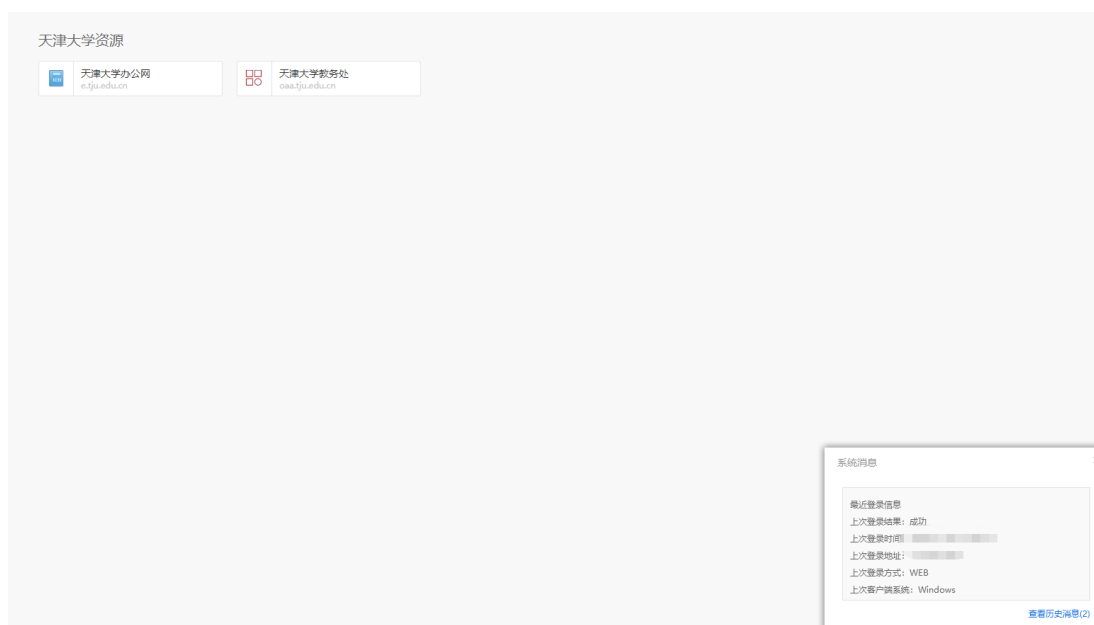 天津大学资源
天津大学办公网
e.tju.edu.cn
天津大学教务处
oaa.tju.edu.cn
系统消息
最近登录信息
上次登录结果：成功
上次登录时间
上次登录地址：
上次登录方式：WEB
上次客户端系统：Windows
查看历史消息(2)